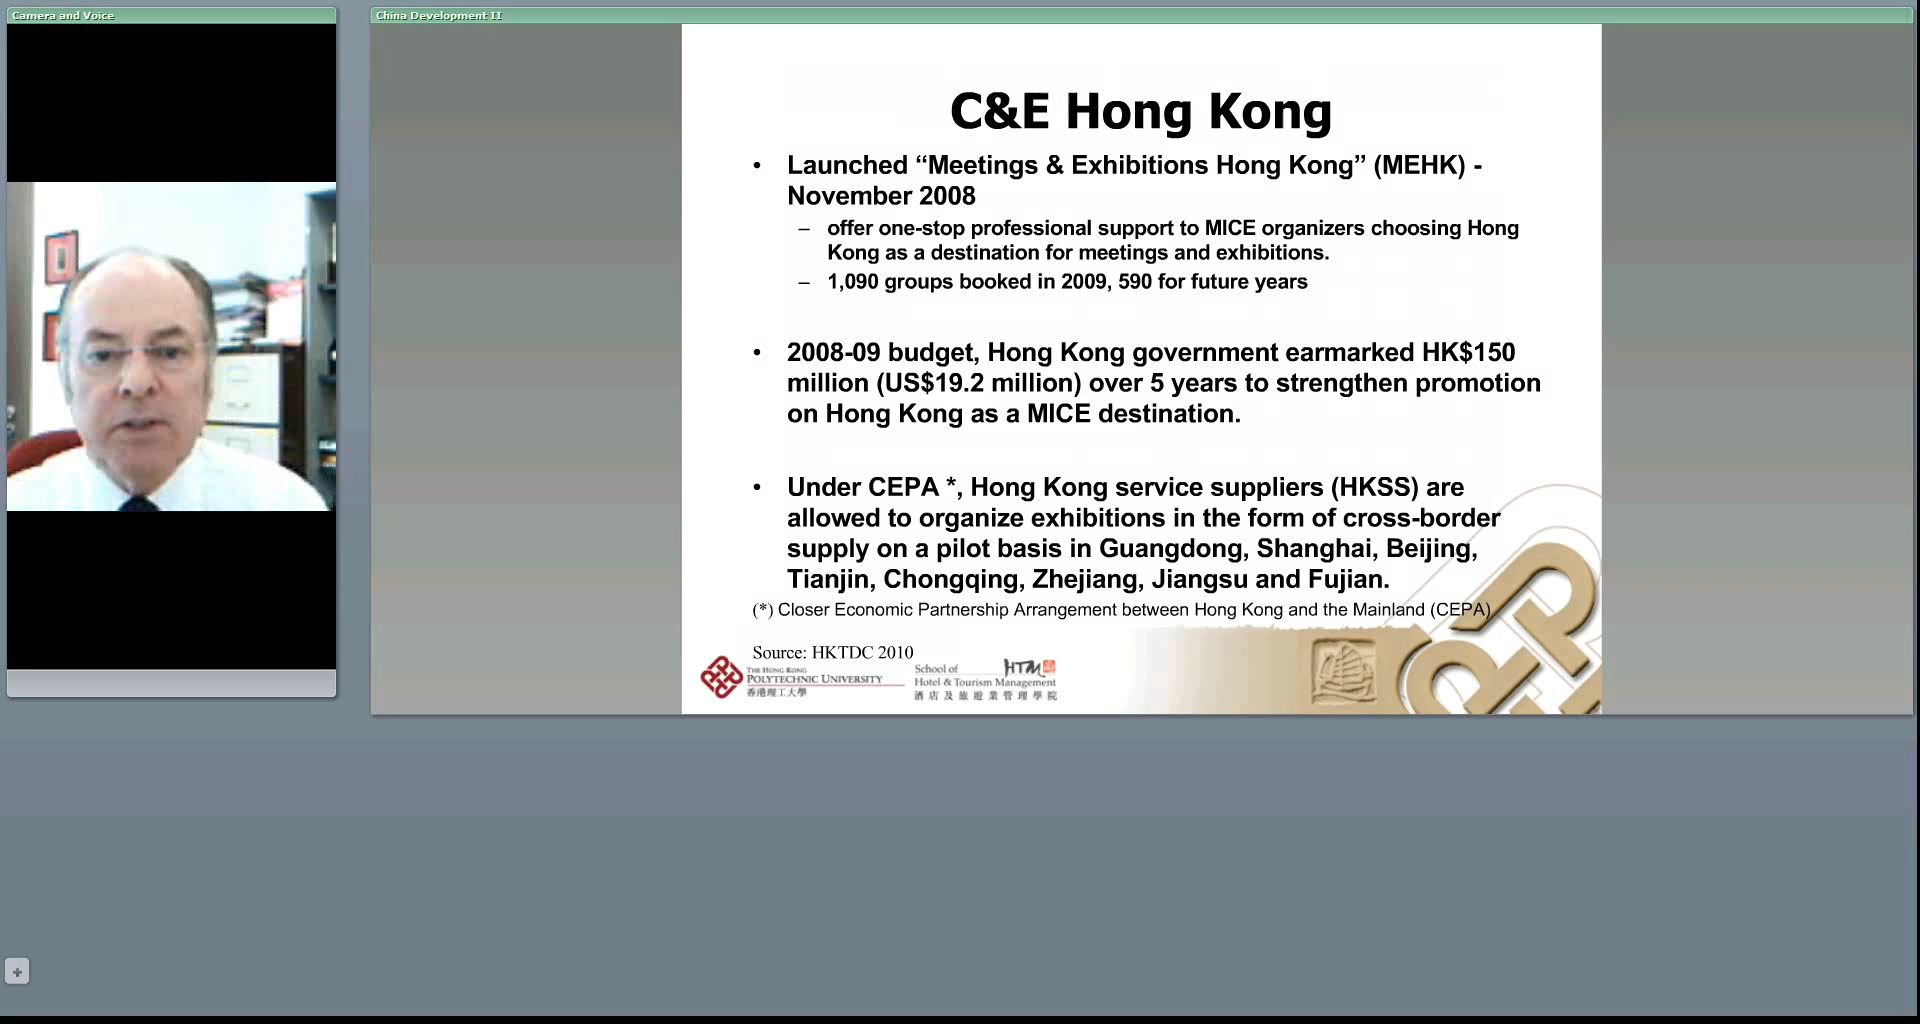 Camera and Voice
China Development II
C&E Hong Kong
• Launched “Meetings & Exhibitions Hong Kong” (MEHK) -
November 2008
– offer one-stop professional support to MICE organizers choosing Hong
Kong as a destination for meetings and exhibitions.
– 1,090 groups booked in 2009, 590 for future years
• 2008-09 budget, Hong Kong government earmarked HK$150
million (US$19.2 million) over 5 years to strengthen promotion
on Hong Kong as a MICE destination.
• Under CEPA *, Hong Kong service suppliers (HKSS) are
allowed to organize exhibitions in the form of cross-border
supply on a pilot basis in Guangdong, Shanghai, Beijing,
Tianjin, Chongqing, Zhejiang, Jiangsu and Fujian.
(*) Closer Economic Partnership Arrangement between Hong Kong and the Mainland (CEPA)
Source: HKTDC 2010
THE HONG KONG
POLYTECHNIC UNIVERSITY
香港理工大學
School of
HTM
Hotel & Tourism Management
酒店及旅遊業管理學院